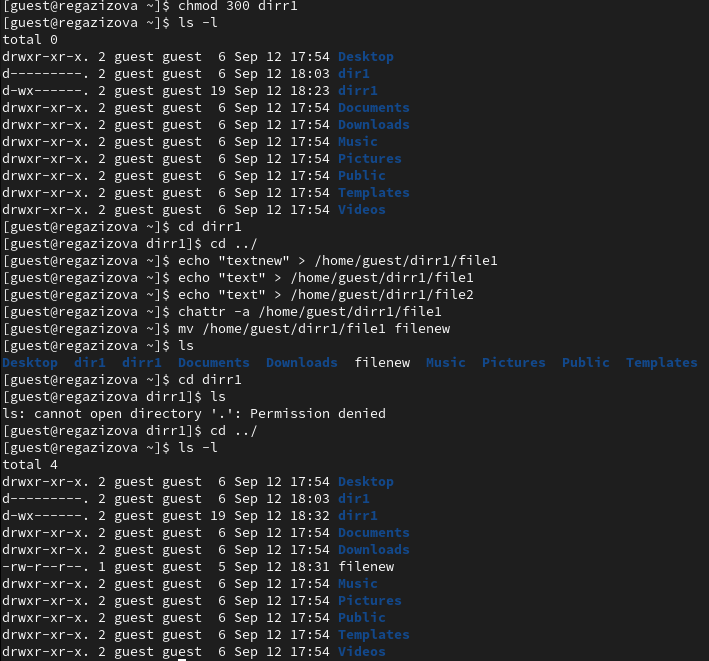 [guest@regazizova ~]$ chmod 300 dirr1
[guest@regazizova ~]$ ls -l
total 0
drwxr-xr-x. 2 guest guest  6 Sep 12 17:54 Desktop
d---------. 2 guest guest  6 Sep 12 18:03 dir1
d-wx------. 2 guest guest 19 Sep 12 18:23 dirr1
drwxr-xr-x. 2 guest guest  6 Sep 12 17:54 Documents
drwxr-xr-x. 2 guest guest  6 Sep 12 17:54 Downloads
drwxr-xr-x. 2 guest guest  6 Sep 12 17:54 Music
drwxr-xr-x. 2 guest guest  6 Sep 12 17:54 Pictures
drwxr-xr-x. 2 guest guest  6 Sep 12 17:54 Public
drwxr-xr-x. 2 guest guest  6 Sep 12 17:54 Templates
drwxr-xr-x. 2 guest guest  6 Sep 12 17:54 Videos
[guest@regazizova ~]$ cd dirr1
[guest@regazizova dirr1]$ cd ../
[guest@regazizova ~]$ echo "textnew" > /home/guest/dirr1/file1
[guest@regazizova ~]$ echo "text" > /home/guest/dirr1/file1
[guest@regazizova ~]$ echo "text" > /home/guest/dirr1/file2
[guest@regazizova ~]$ chattr -a /home/guest/dirr1/file1
[guest@regazizova ~]$ mv /home/guest/dirr1/file1 filenew
[guest@regazizova ~]$ ls
Desktop  dir1  dirr1  Documents  Downloads  filenew  Music  Pictures  Public  Templates
[guest@regazizova ~]$ cd dirr1
[guest@regazizova dirr1]$ ls
ls: cannot open directory '.': Permission denied
[guest@regazizova dirr1]$ cd ../
[guest@regazizova ~]$ ls -l
total 4
drwxr-xr-x. 2 guest guest  6 Sep 12 17:54 Desktop
d---------. 2 guest guest  6 Sep 12 18:03 dir1
d-wx------. 2 guest guest 19 Sep 12 18:32 dirr1
drwxr-xr-x. 2 guest guest  6 Sep 12 17:54 Documents
drwxr-xr-x. 2 guest guest  6 Sep 12 17:54 Downloads
-rw-r--r--. 1 guest guest  5 Sep 12 18:31 filenew
drwxr-xr-x. 2 guest guest  6 Sep 12 17:54 Music
drwxr-xr-x. 2 guest guest  6 Sep 12 17:54 Pictures
drwxr-xr-x. 2 guest guest  6 Sep 12 17:54 Public
drwxr-xr-x. 2 guest guest  6 Sep 12 17:54 Templates
drwxr-xr-x. 2 guest guest  6 Sep 12 17:54 Videos